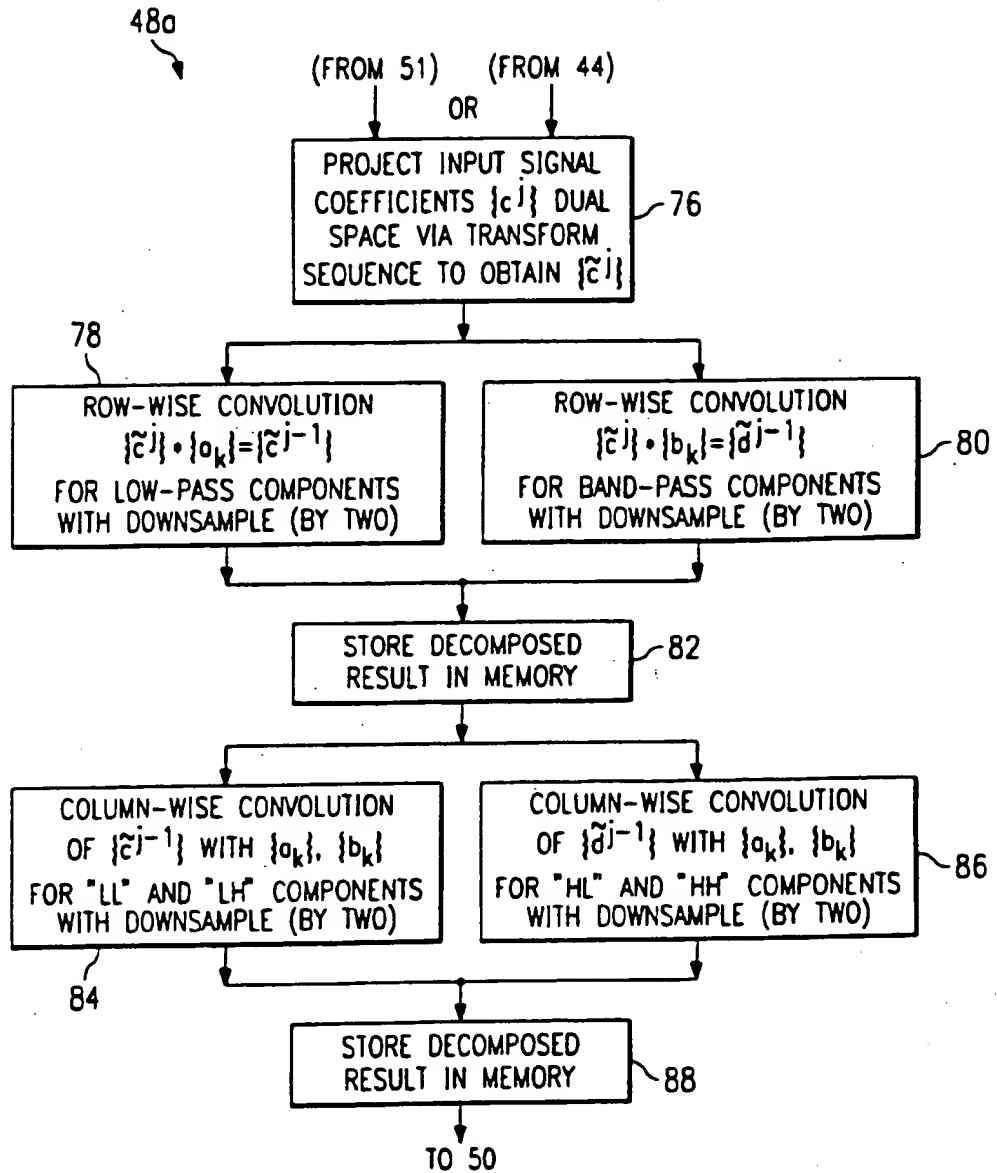 48a
(FROM 51) (FROM 44)
OR
PROJECT INPUT SIGNAL
COEFFICIENTS {c^j} DUAL
SPACE VIA TRANSFORM
SEQUENCE TO OBTAIN {c̃^j}
76
78
ROW-WISE CONVOLUTION
{c̃^j} • {a_k} = {c̃^j-1}
FOR LOW-PASS COMPONENTS
WITH DOWNSAMPLE (BY TWO)
ROW-WISE CONVOLUTION
{c̃^j} • {b_k} = {d̃^j-1}
FOR BAND-PASS COMPONENTS
WITH DOWNSAMPLE (BY TWO)
80
STORE DECOMPOSED
RESULT IN MEMORY
82
COLUMN-WISE CONVOLUTION
OF {c̃^j-1} WITH {a_k}, {b_k}
FOR "LL" AND "LH" COMPONENTS
WITH DOWNSAMPLE (BY TWO)
84
COLUMN-WISE CONVOLUTION
OF {d̃^j-1} WITH {a_k}, {b_k}
FOR "HL" AND "HH" COMPONENTS
WITH DOWNSAMPLE (BY TWO)
86
STORE DECOMPOSED
RESULT IN MEMORY
88
TO 50